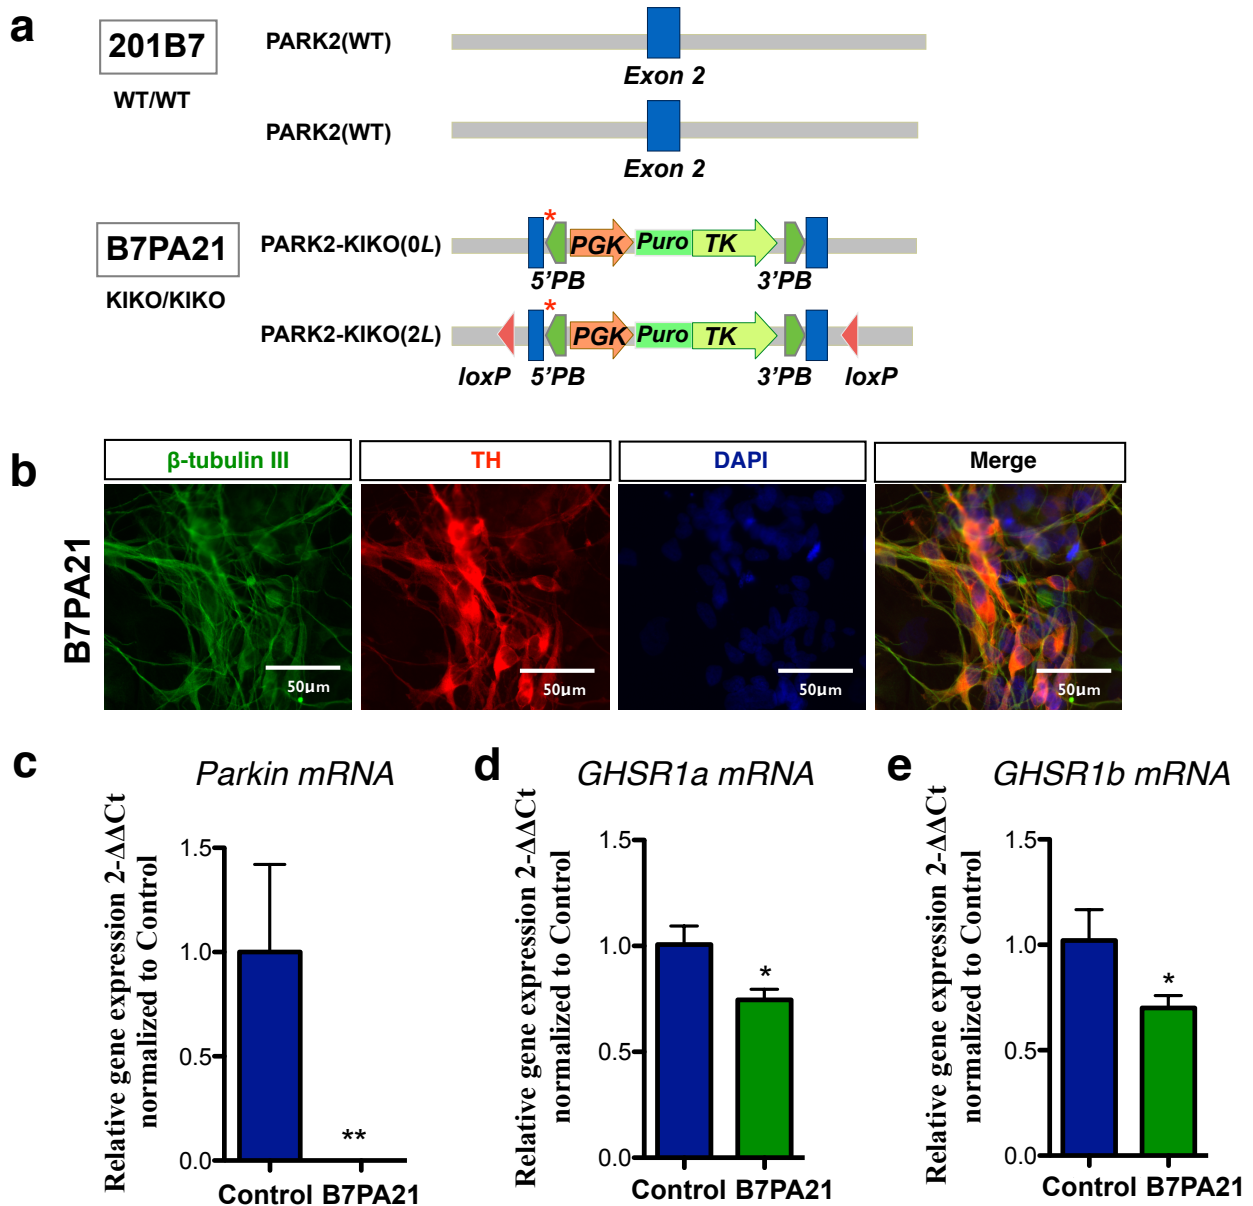 a
201B7
WT/WT
PARK2(WT)
Exon 2
PARK2(WT)
Exon 2
B7PA21
KIKO/KIKO
PARK2-KIKO(0L)
*
PGK Puro TK
5'PB 3'PB
PARK2-KIKO(2L)
*
PGK Puro TK
loxP 5'PB 3'PB loxP
b
β-tubulin III TH DAPI Merge
B7PA21
50µm 50µm 50µm 50µm
c
Parkin mRNA
Relative gene expression 2-ΔΔCt
normalized to Control
1.5
1.0
0.5
0.0
**
Control B7PA21
d
GHSR1a mRNA
Relative gene expression 2-ΔΔCt
normalized to Control
1.5
1.0
0.5
0.0
*
Control B7PA21
e
GHSR1b mRNA
Relative gene expression 2-ΔΔCt
normalized to Control
1.5
1.0
0.5
0.0
*
Control B7PA21